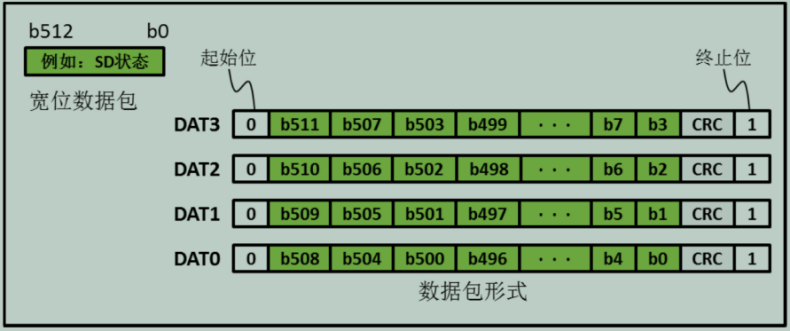 b512 b0
例如：SD状态
宽位数据包
起始位 终止位
DAT3 0 b511 b507 b503 b499 · · · b7 b3 CRC 1
DAT2 0 b510 b506 b502 b498 · · · b6 b2 CRC 1
DAT1 0 b509 b505 b501 b497 · · · b5 b1 CRC 1
DAT0 0 b508 b504 b500 b496 · · · b4 b0 CRC 1
数据包形式